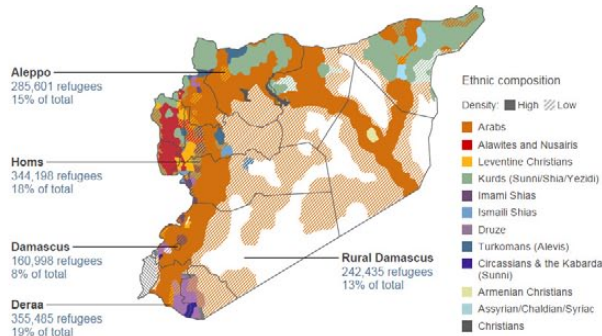 Aleppo
285,601 refugees
15% of total
Homs
344,198 refugees
18% of total
Damascus
160,998 refugees
8% of total
Deraa
355,485 refugees
19% of total
Rural Damascus
242,435 refugees
13% of total
Ethnic composition
Density: High Low
Arabs
Alawites and Nusairis
Leventine Christians
Kurds (Sunni/Shia/Yezidi)
Imami Shias
Ismaili Shias
Druze
Turkomans (Alevis)
Circassians & the Kabarda
(Sunni)
Armenian Christians
Assyrian/Chaldian/Syriac
Christians